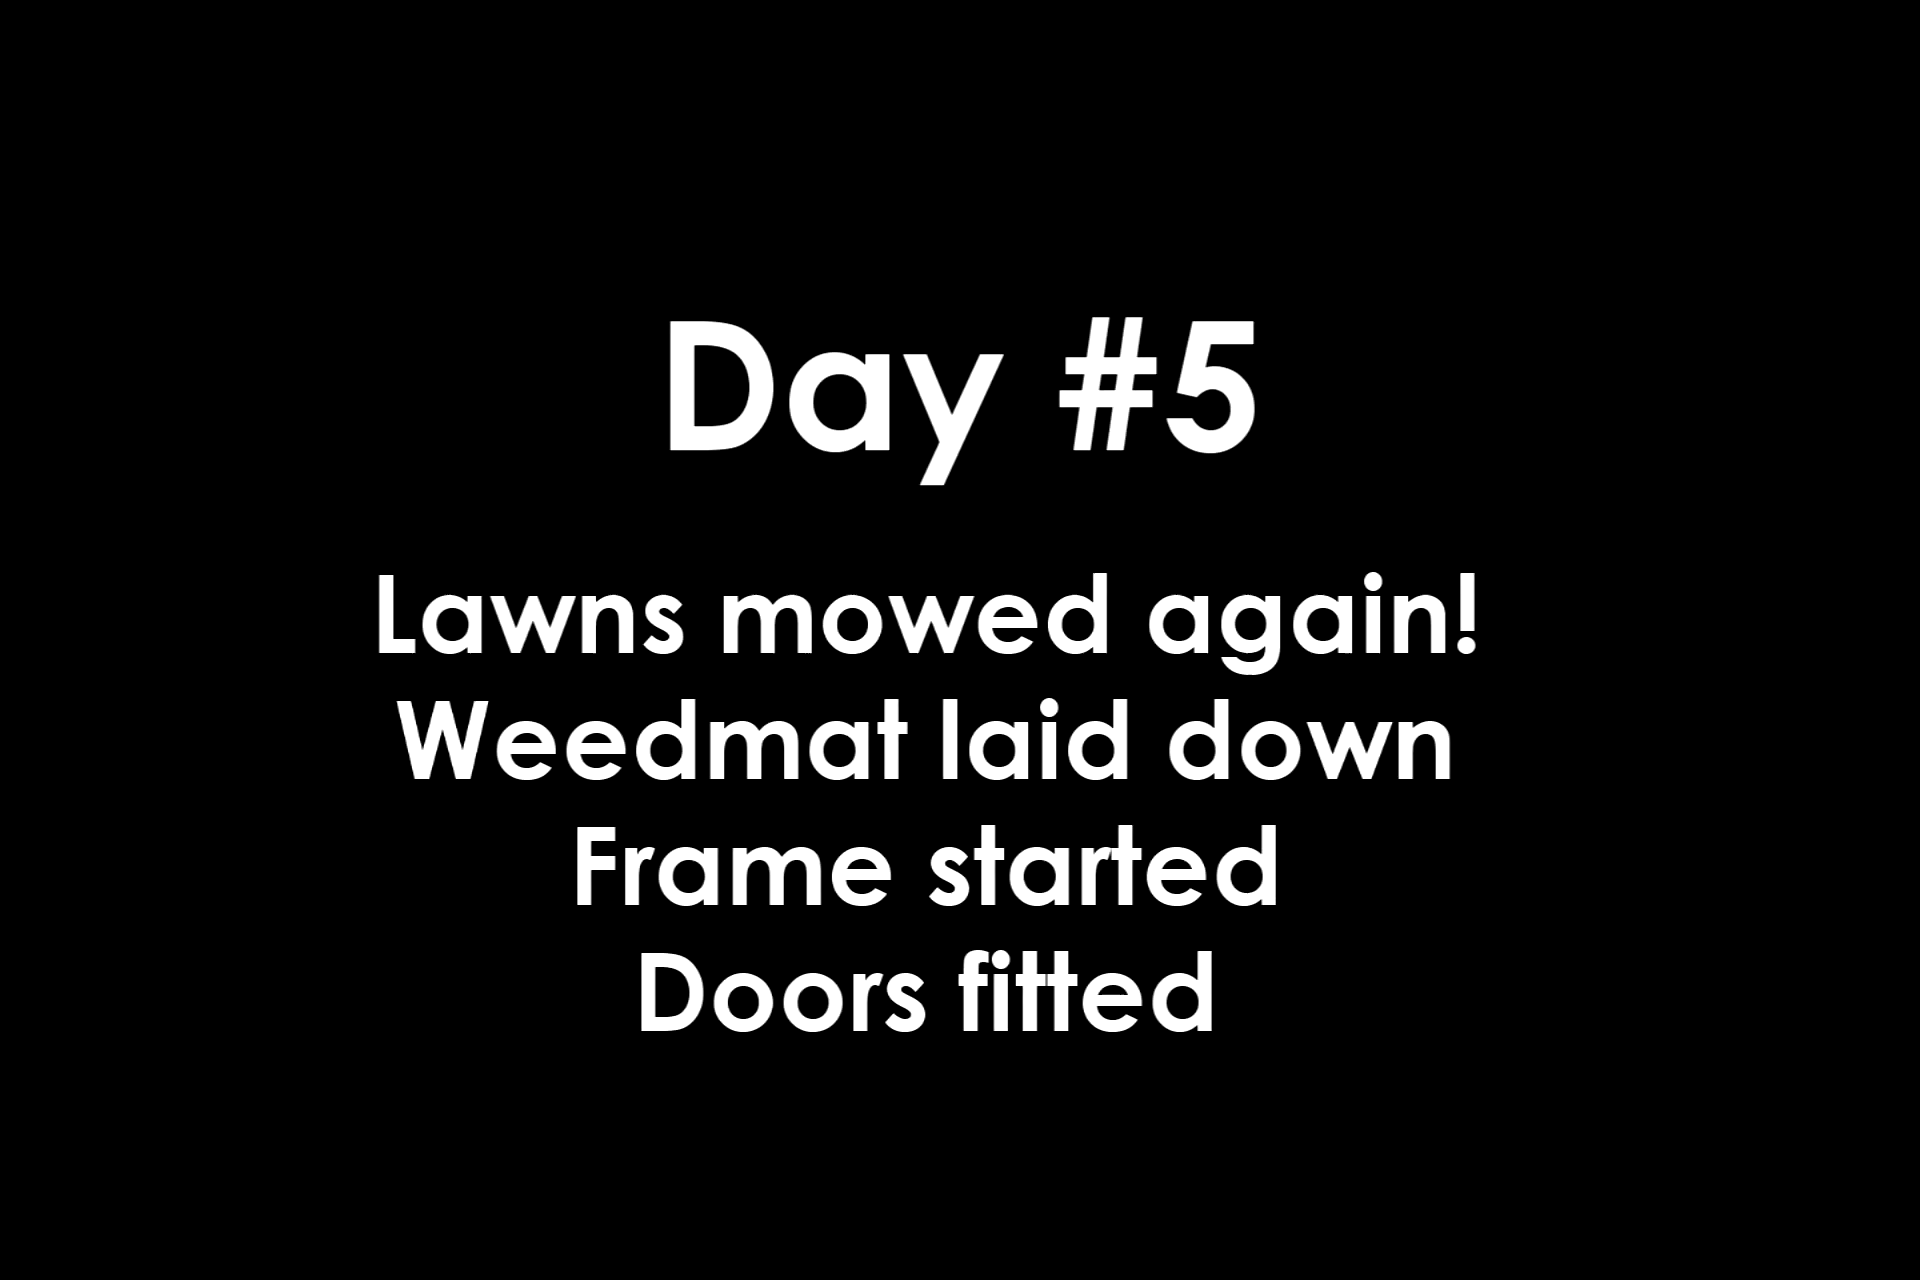 Day #5
Lawns mowed again!
Weedmat laid down
Frame started
Doors fitted